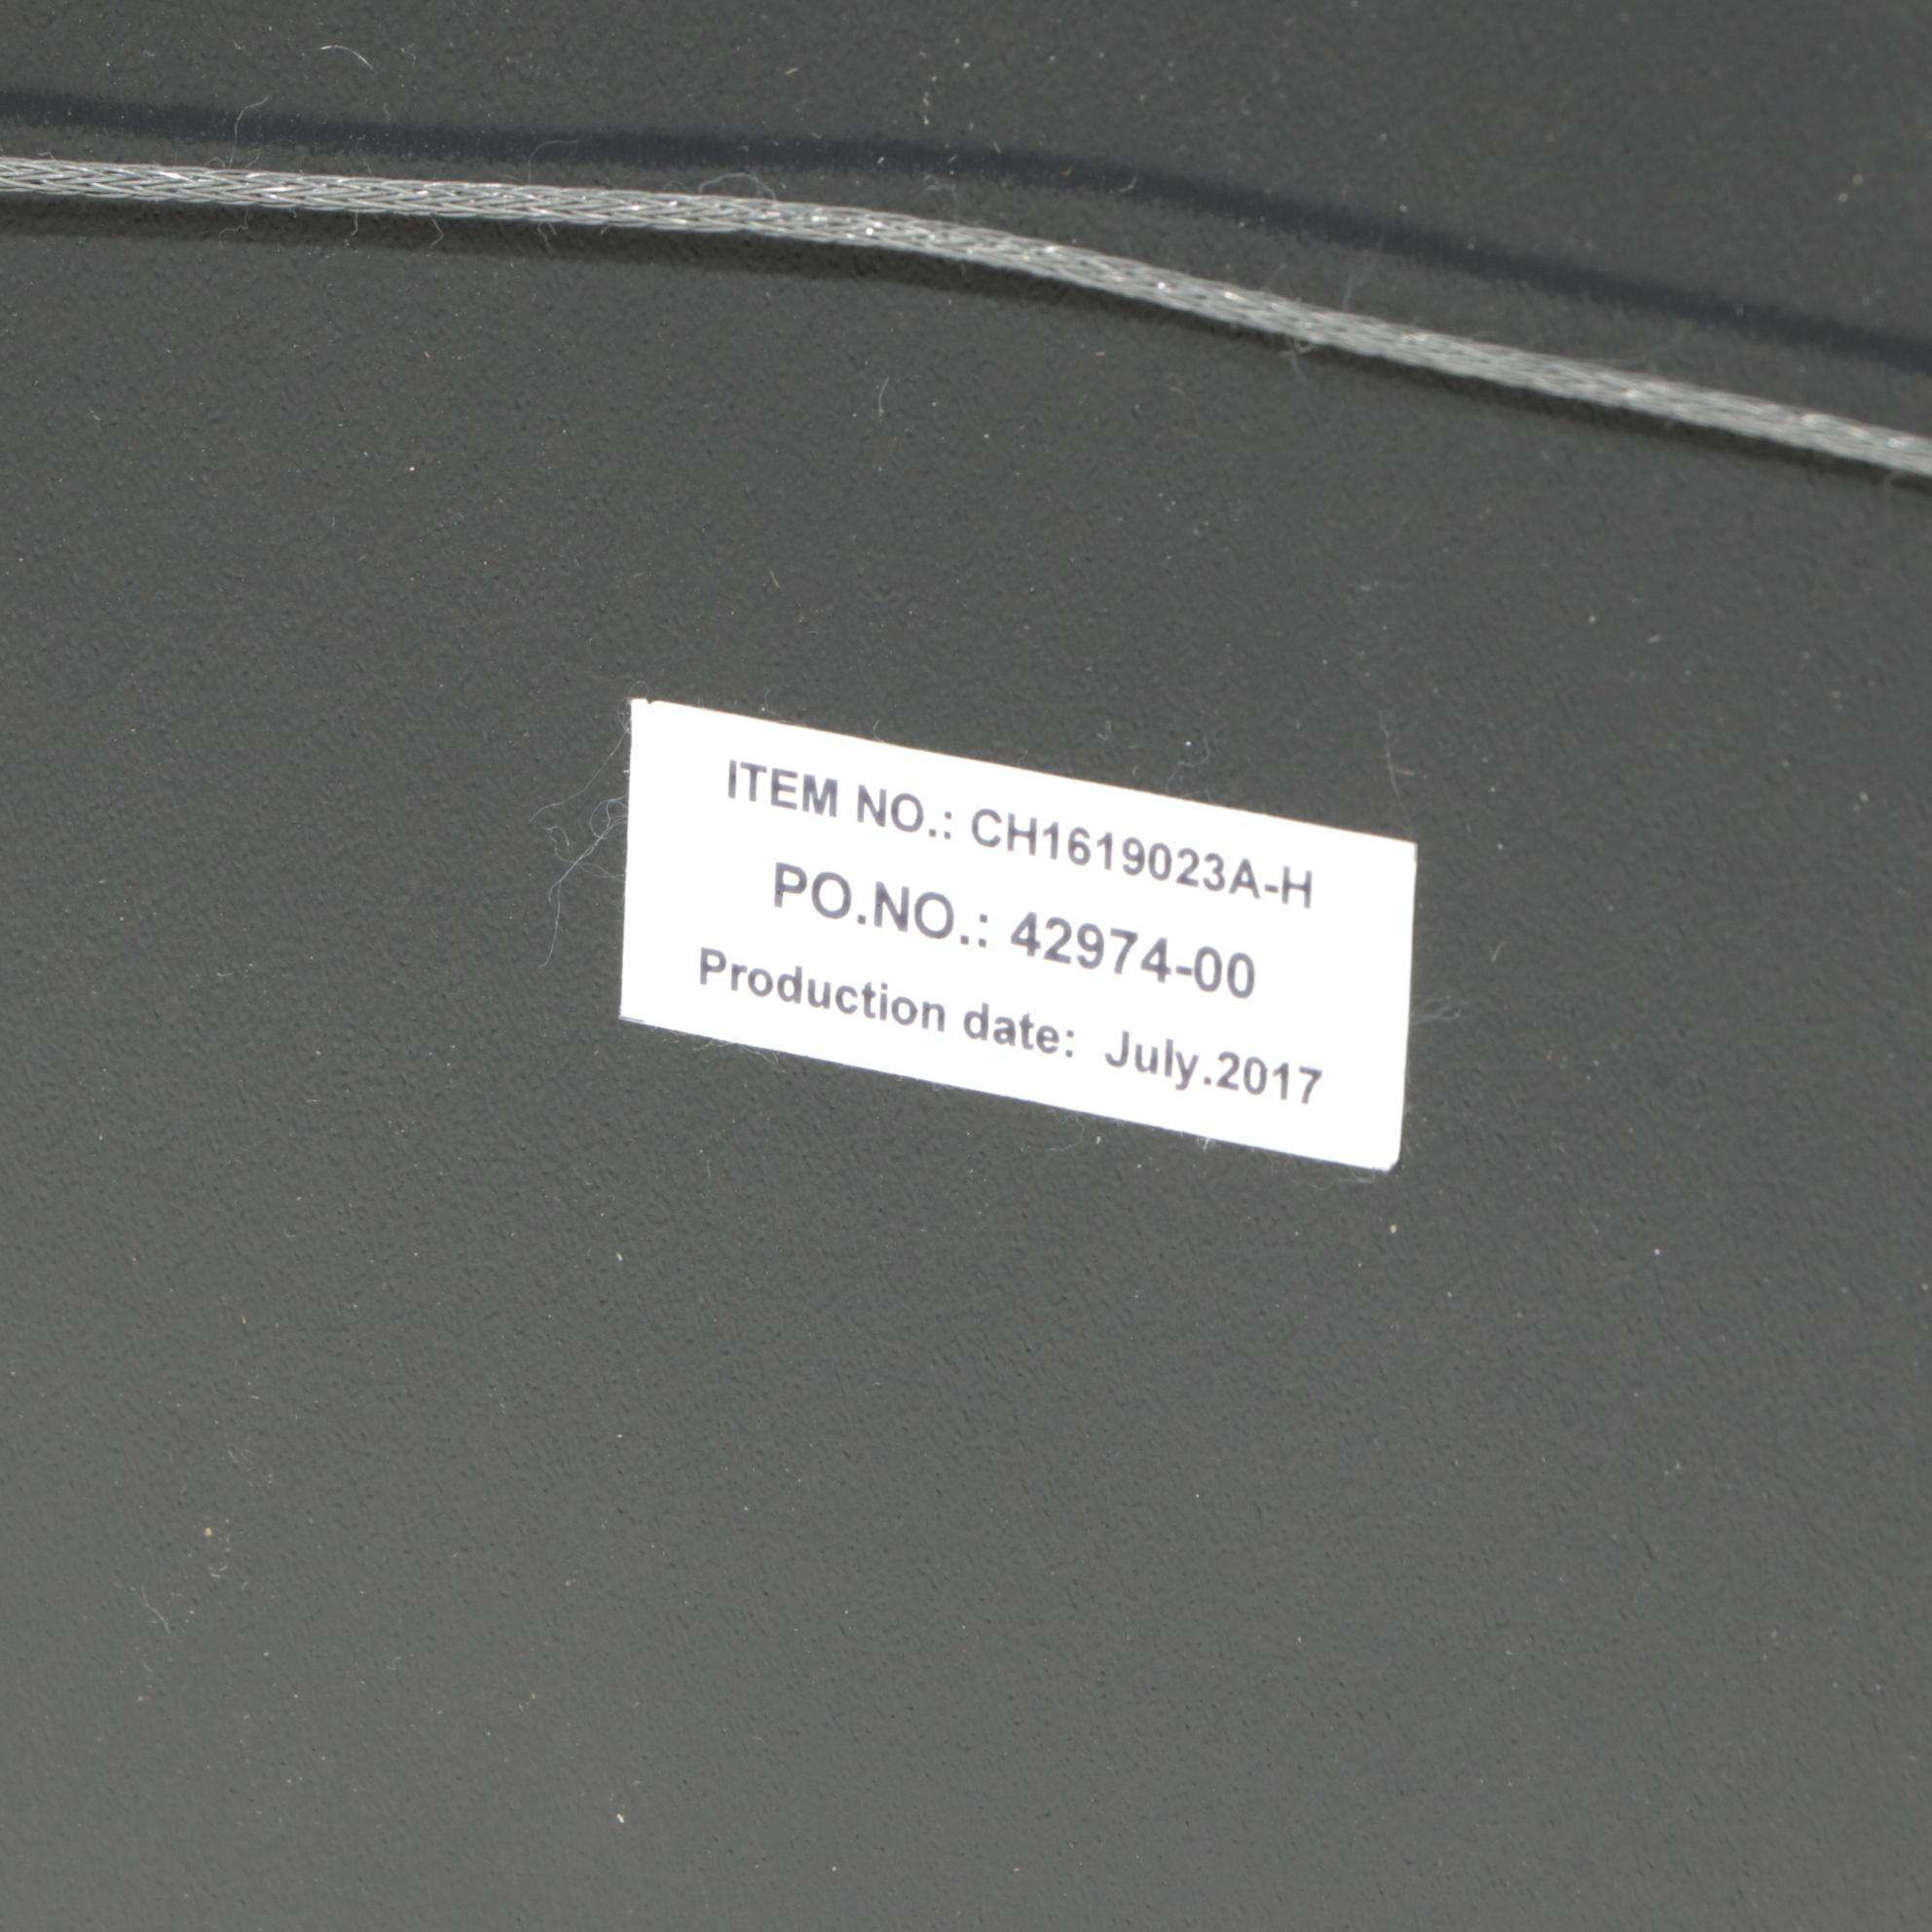 ITEM NO.: CH1619023A-H
PO.NO.: 42974-00
Production date: July.2017